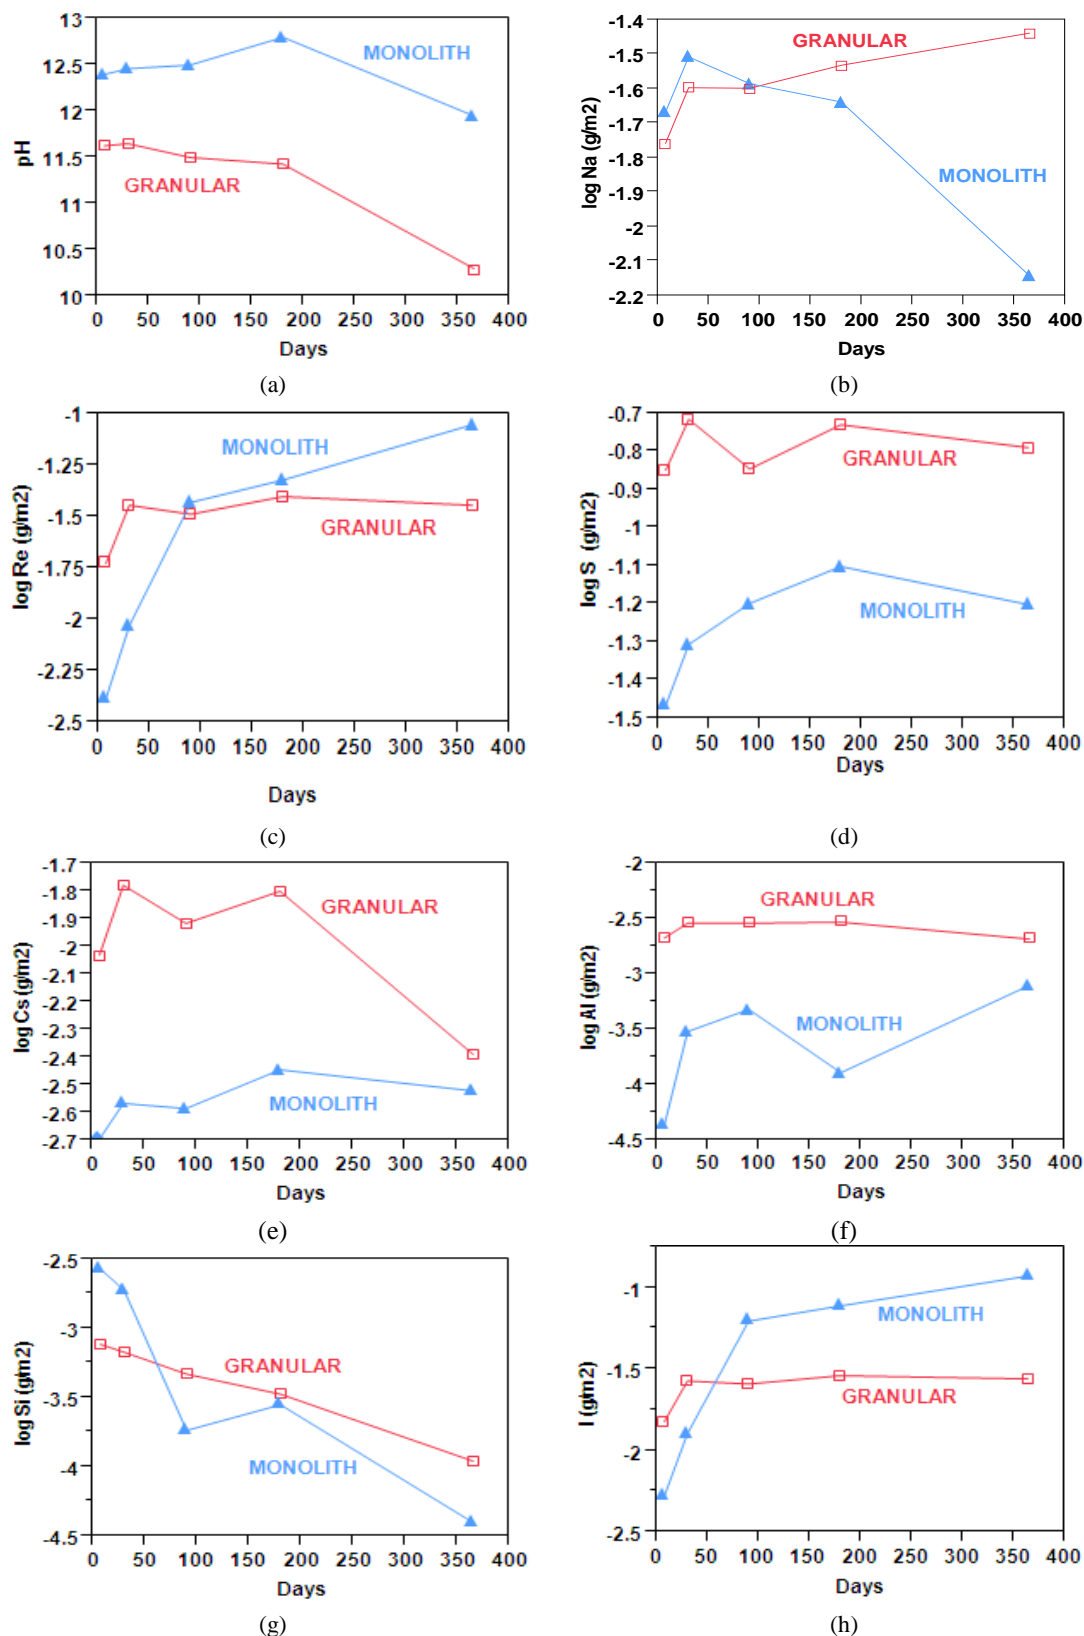 13
12.5
12
11.5
11
10.5
10
pH
MONOLITH
GRANULAR
0 50 100 150 200 250 300 350 400
Days
(a)
-1.4
-1.5
-1.6
-1.7
-1.8
-1.9
-2
-2.1
-2.2
log Na (g/m2)
GRANULAR
MONOLITH
0 50 100 150 200 250 300 350 400
Days
(b)
-1
-1.25
-1.5
-1.75
-2
-2.25
-2.5
log Re (g/m2)
MONOLITH
GRANULAR
0 50 100 150 200 250 300 350 400
Days
(c)
-0.7
-0.8
-0.9
-1
-1.1
-1.2
-1.3
-1.4
-1.5
log S (g/m2)
GRANULAR
MONOLITH
0 50 100 150 200 250 300 350 400
Days
(d)
-1.7
-1.8
-1.9
-2
-2.1
-2.2
-2.3
-2.4
-2.5
-2.6
-2.7
log Cs (g/m2)
GRANULAR
MONOLITH
0 50 100 150 200 250 300 350 400
Days
(e)
-2
-2.5
-3
-3.5
-4
-4.5
log Al (g/m2)
GRANULAR
MONOLITH
0 50 100 150 200 250 300 350 400
Days
(f)
-2.5
-3
-3.5
-4
-4.5
log Si (g/m2)
GRANULAR
MONOLITH
0 50 100 150 200 250 300 350 400
Days
(g)
-1
-1.5
-2
-2.5
I (g/m2)
MONOLITH
GRANULAR
0 50 100 150 200 250 300 350 400
Days
(h)